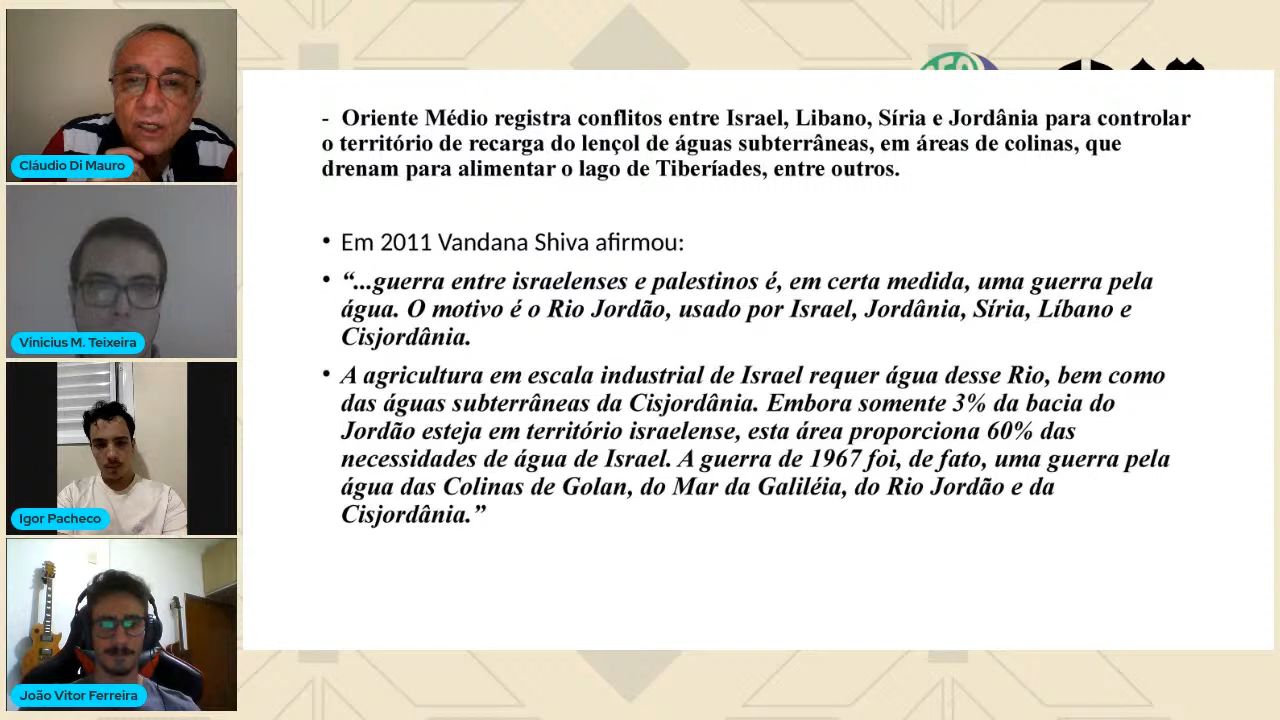 Cláudio Di Mauro
Vinicius M. Teixeira
Igor Pacheco
João Vitor Ferreira
- Oriente Médio registra conflitos entre Israel, Libano, Síria e Jordânia para controlar
o território de recarga do lençol de águas subterrâneas, em áreas de colinas, que
drenam para alimentar o lago de Tiberíades, entre outros.
• Em 2011 Vandana Shiva afirmou:
• “...guerra entre israelenses e palestinos é, em certa medida, uma guerra pela
água. O motivo é o Rio Jordão, usado por Israel, Jordânia, Síria, Líbano e
Cisjordânia.
• A agricultura em escala industrial de Israel requer água desse Rio, bem como
das águas subterrâneas da Cisjordânia. Embora somente 3% da bacia do
Jordão esteja em território israelense, esta área proporciona 60% das
necessidades de água de Israel. A guerra de 1967 foi, de fato, uma guerra pela
água das Colinas de Golan, do Mar da Galiléia, do Rio Jordão e da
Cisjordânia.”